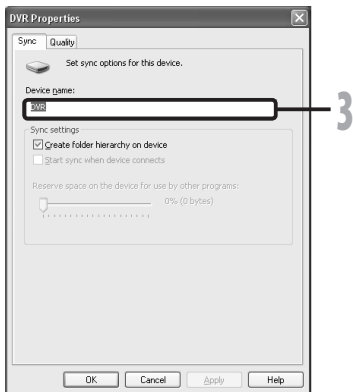 DVR Properties
Sync Quality
Set sync options for this device.
Device name:
DVR
3
Sync settings
Create folder hierarchy on device
Start sync when device connects
Reserve space on the device for use by other programs:
0% (0 bytes)
OK Cancel Apply Help